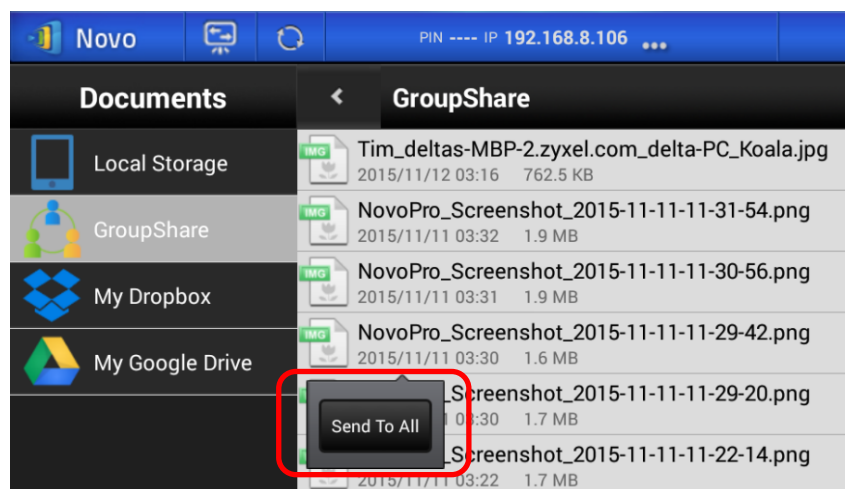 Novo
PIN ---- IP 192.168.8.106 ...
Documents
GroupShare
Local Storage
GroupShare
My Dropbox
My Google Drive
IMG
Tim_deltas-MBP-2.zyxel.com_delta-PC_Koala.jpg
2015/11/12 03:16 762.5 KB
IMG
NovoPro_Screenshot_2015-11-11-11-31-54.png
2015/11/11 03:32 1.9 MB
IMG
NovoPro_Screenshot_2015-11-11-11-30-56.png
2015/11/11 03:31 1.9 MB
IMG
NovoPro_Screenshot_2015-11-11-11-29-42.png
2015/11/11 03:30 1.6 MB
_Screenshot_2015-11-11-11-29-20.png
03:30 1.7 MB
Send To All
_Screenshot_2015-11-11-11-22-14.png
2015/11/11 03:22 1.7 MB